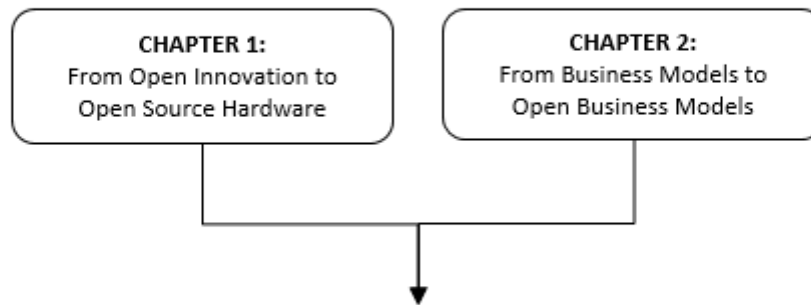 CHAPTER 1:
From Open Innovation to
Open Source Hardware
CHAPTER 2:
From Business Models to
Open Business Models